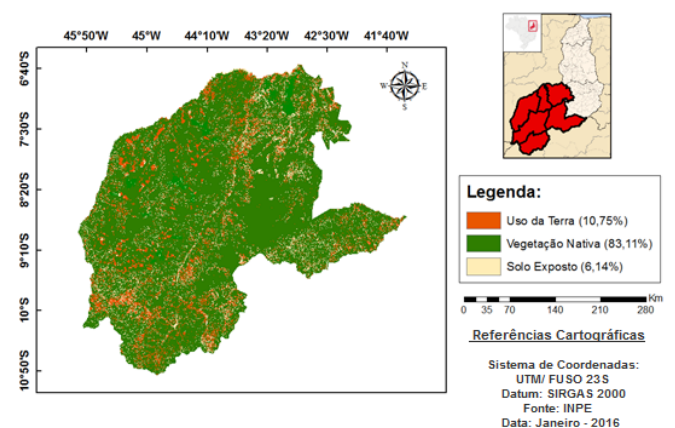 45°50'W 45°W 44°10'W 43°20'W 42°30'W 41°40'W
6°40'S
7°30'S
8°20'S
9°10'S
10°S
10°50'S
N
W E
S
Legenda:
Uso da Terra (10,75%)
Vegetação Nativa (83,11%)
Solo Exposto (6,14%)
Km
0 35 70 140 210 280
Referências Cartográficas
Sistema de Coordenadas:
UTM/ FUSO 23S
Datum: SIRGAS 2000
Fonte: INPE
Data: Janeiro - 2016